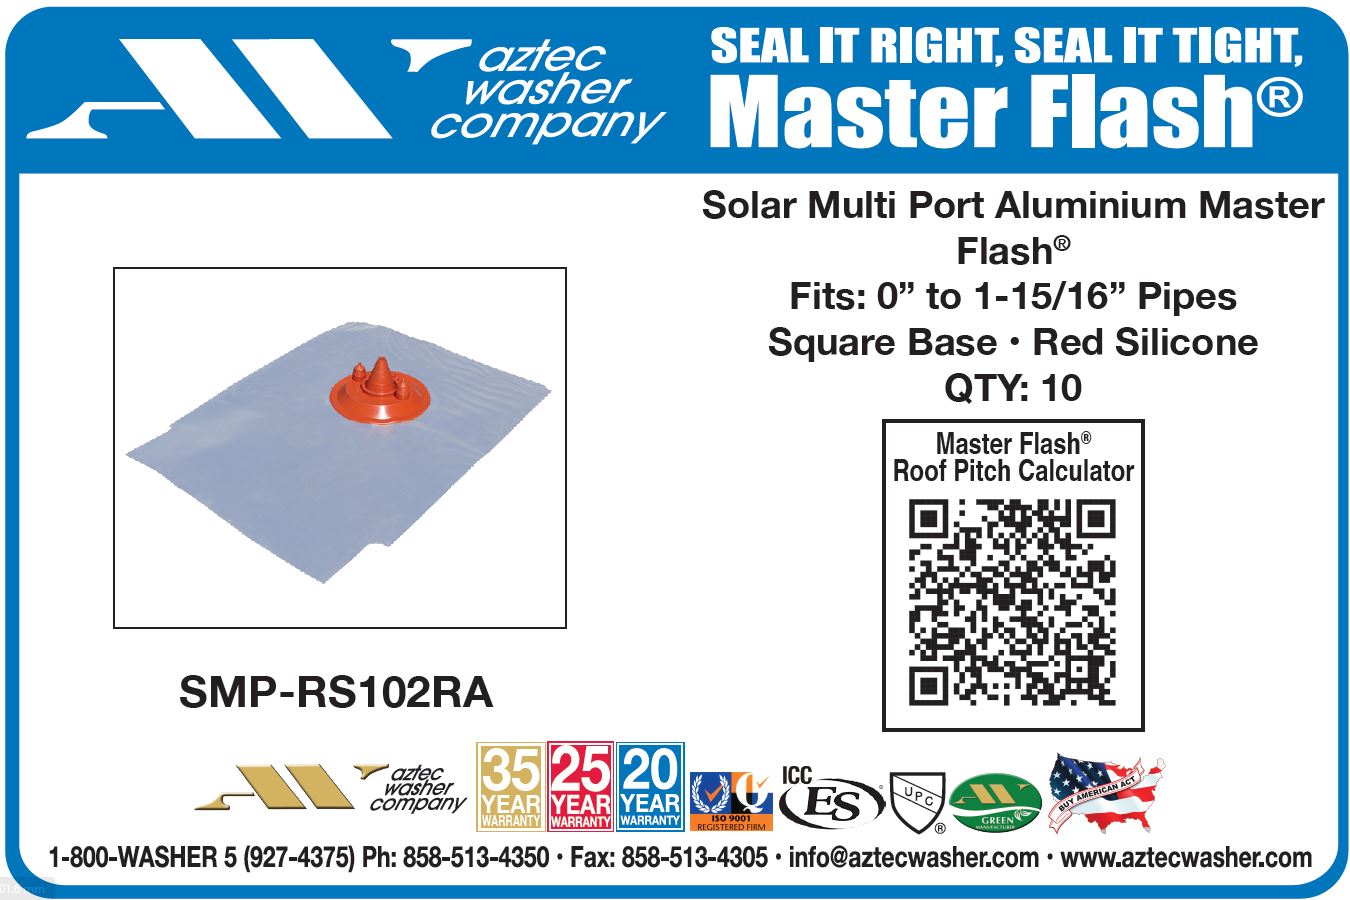 aztec
washer
company
SEAL IT RIGHT, SEAL IT TIGHT,
Master Flash®
Solar Multi Port Aluminium Master
Flash®
Fits: 0” to 1-15/16” Pipes
Square Base • Red Silicone
QTY: 10
Master Flash®
Roof Pitch Calculator
SMP-RS102RA
aztec
washer
company
35
YEAR
WARRANTY
25
YEAR
WARRANTY
20
YEAR
WARRANTY
ISO 9001
REGISTERED FIRM
ICC
ES
UPC
®
GREEN
MANUFACTURER
BUY AMERICAN ACT
1-800-WASHER 5 (927-4375) Ph: 858-513-4350 • Fax: 858-513-4305 • info@aztecwasher.com • www.aztecwasher.com